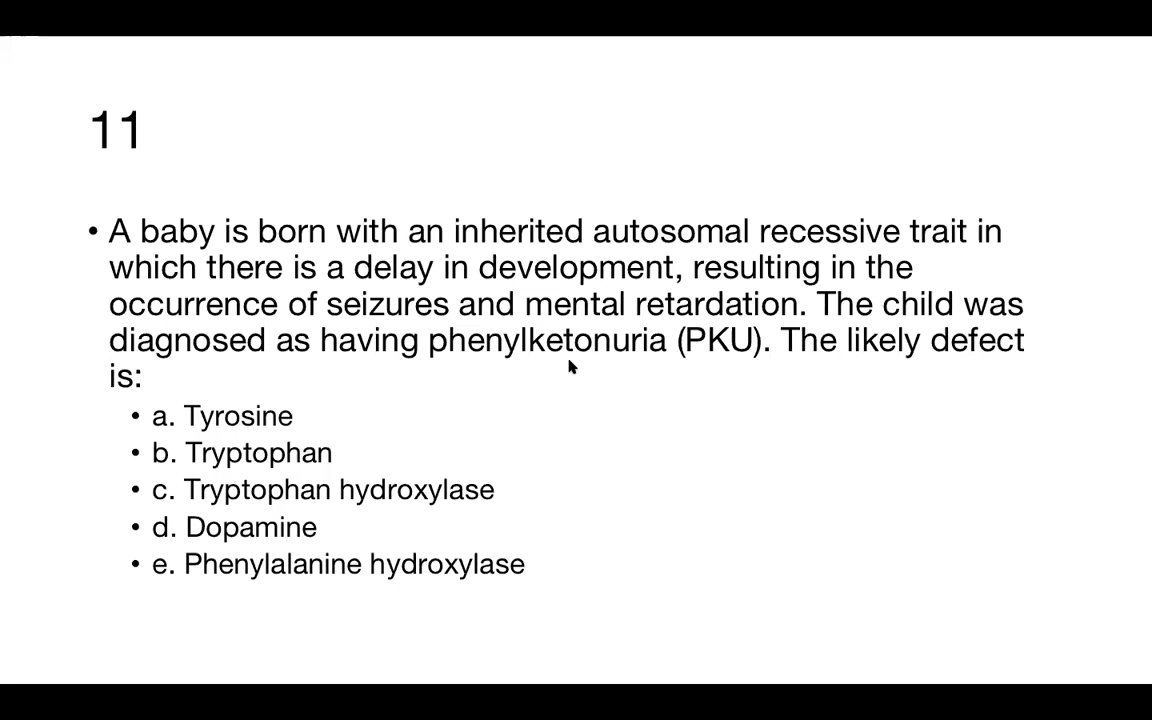 11
• A baby is born with an inherited autosomal recessive trait in
which there is a delay in development, resulting in the
occurrence of seizures and mental retardation. The child was
diagnosed as having phenylketonuria (PKU). The likely defect
is:
• a. Tyrosine
• b. Tryptophan
• c. Tryptophan hydroxylase
• d. Dopamine
• e. Phenylalanine hydroxylase